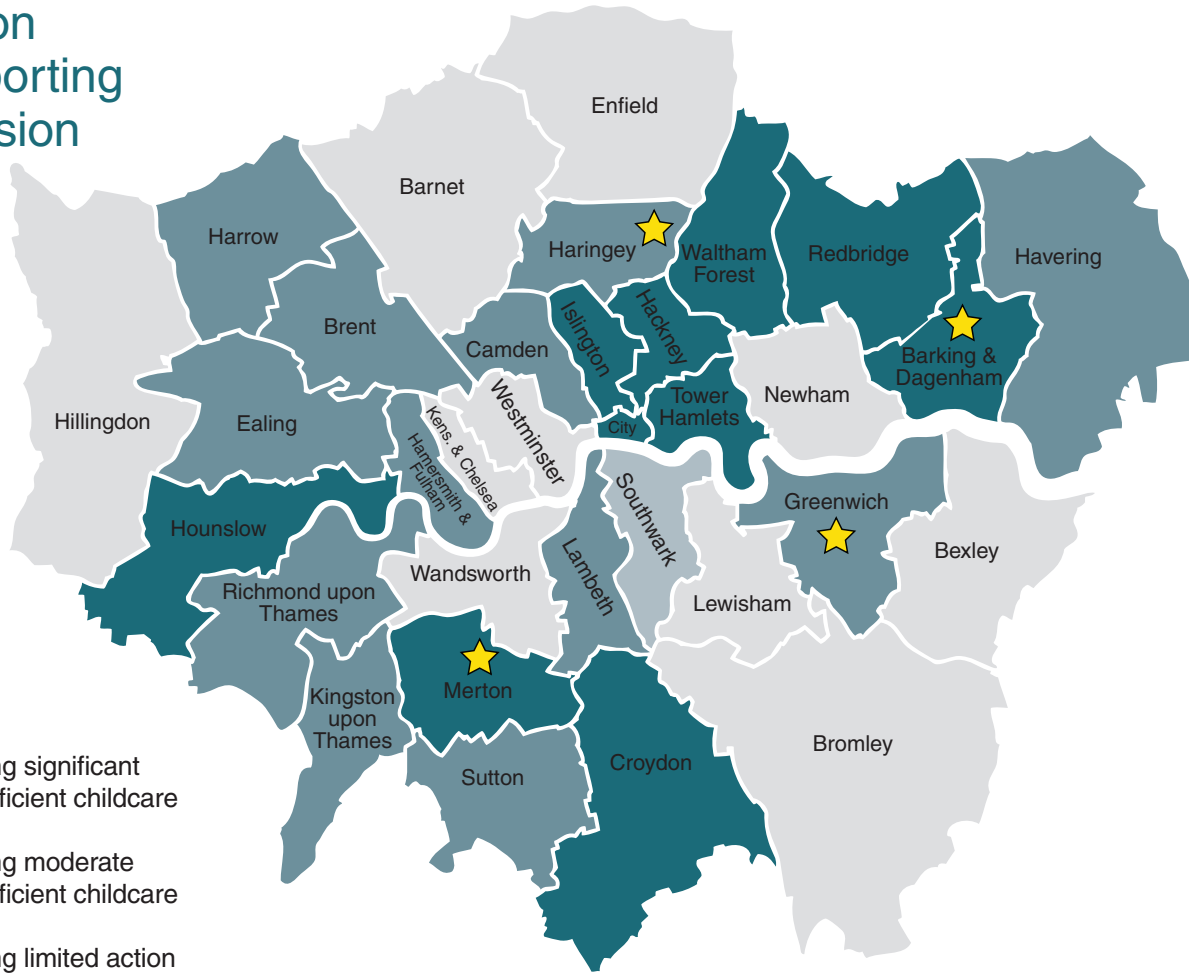 on
porting
sion
Enfield
Barnet
Harrow
Haringey
Waltham
Forest
Redbridge
Havering
Brent
Camden
Islington
Hackney
Barking &
Dagenham
Hillingdon
Ealing
Kens. & Chelsea
Westminster
City
Tower
Hamlets
Newham
Hamersmith &
Fulham
Hounslow
Southwark
Greenwich
Bexley
Richmond upon
Thames
Wandsworth
Lambeth
Lewisham
Kingston
upon
Thames
Merton
Sutton
Croydon
Bromley
ng significant
ficient childcare
ng moderate
ficient childcare
ng limited action